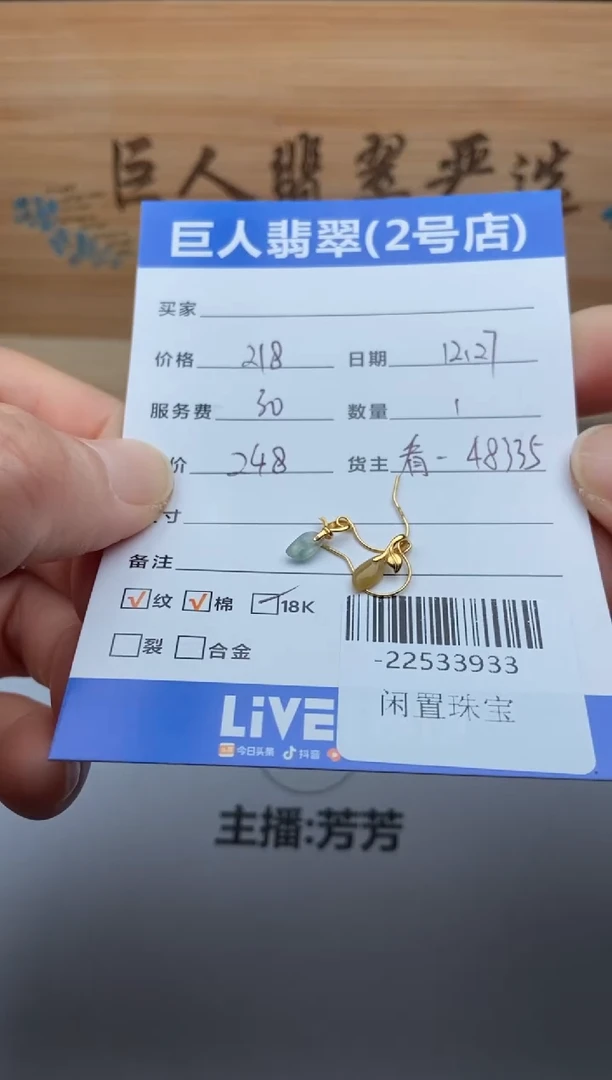 巨人翡翠严选
巨人翡翠(2号店)
买家
价格 218 日期 12.27
服务费 30 数量 1
价 248 货主 看-48335
寸
备注
纹 棉 18K
裂 合金
-22533933
闲置珠宝
LiVE
今日头条 抖音
主播:芳芳